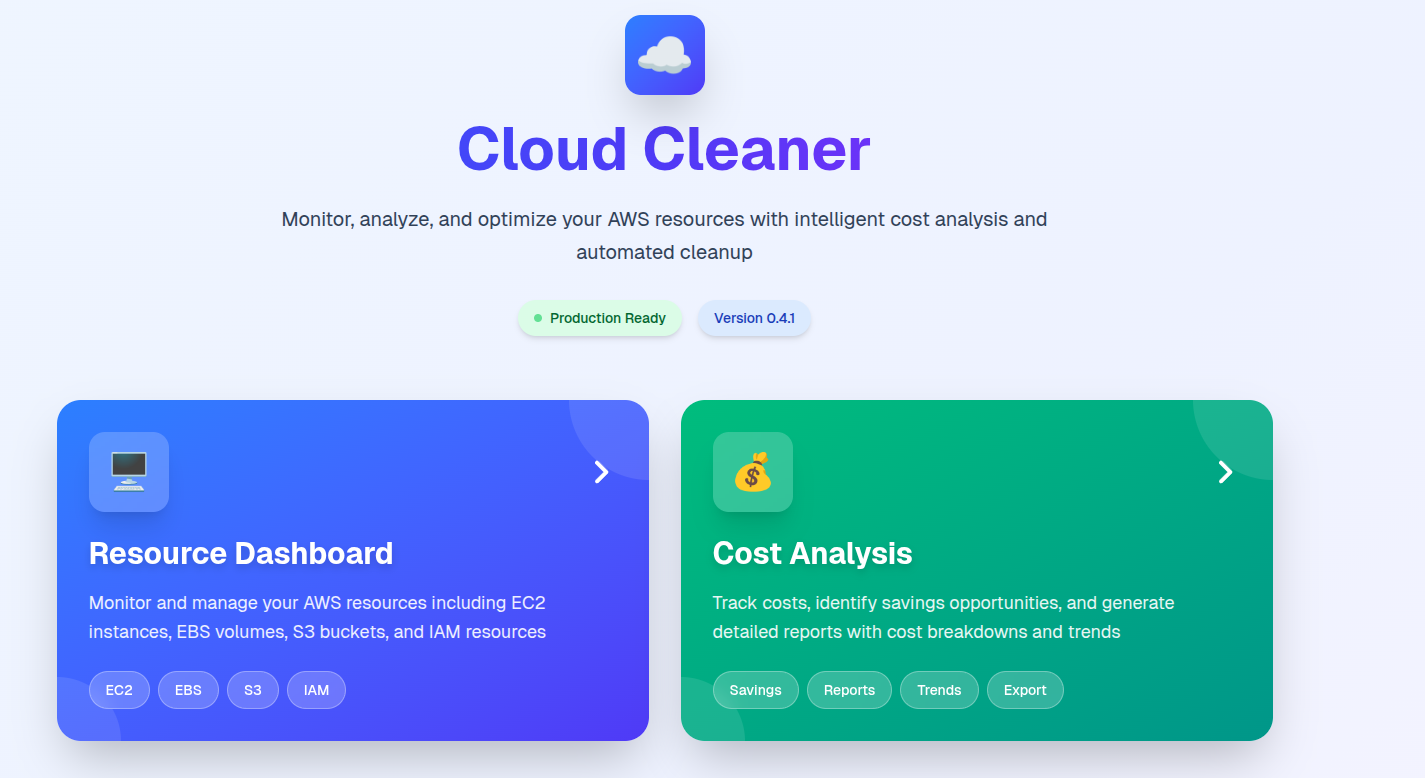 Cloud Cleaner
Monitor, analyze, and optimize your AWS resources with intelligent cost analysis and
automated cleanup
Production Ready
Version 0.4.1
Resource Dashboard
Monitor and manage your AWS resources including EC2
instances, EBS volumes, S3 buckets, and IAM resources
EC2
EBS
S3
IAM
Cost Analysis
Track costs, identify savings opportunities, and generate
detailed reports with cost breakdowns and trends
Savings
Reports
Trends
Export